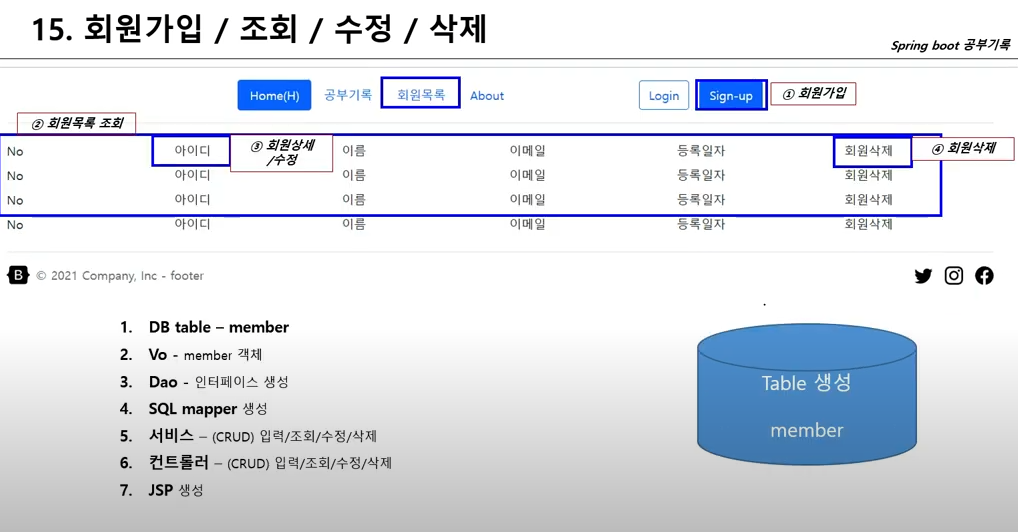 15. 회원가입 / 조회 / 수정 / 삭제
Spring boot 공부기록
Home(H) 공부기록 회원목록 About Login Sign-up ① 회원가입
② 회원목록 조회
No 아이디 ③ 회원상세 이름 이메일 등록일자 회원삭제 ④ 회원삭제
/수정
No 아이디 이름 이메일 등록일자 회원삭제
No 아이디 이름 이메일 등록일자 회원삭제
No 아이디 이름 이메일 등록일자 회원삭제
B © 2021 Company, Inc - footer
1. DB table – member
2. Vo - member 객체
3. Dao - 인터페이스 생성
4. SQL mapper 생성
5. 서비스 – (CRUD) 입력/조회/수정/삭제
6. 컨트롤러 – (CRUD) 입력/조회/수정/삭제
7. JSP 생성
Table 생성
member